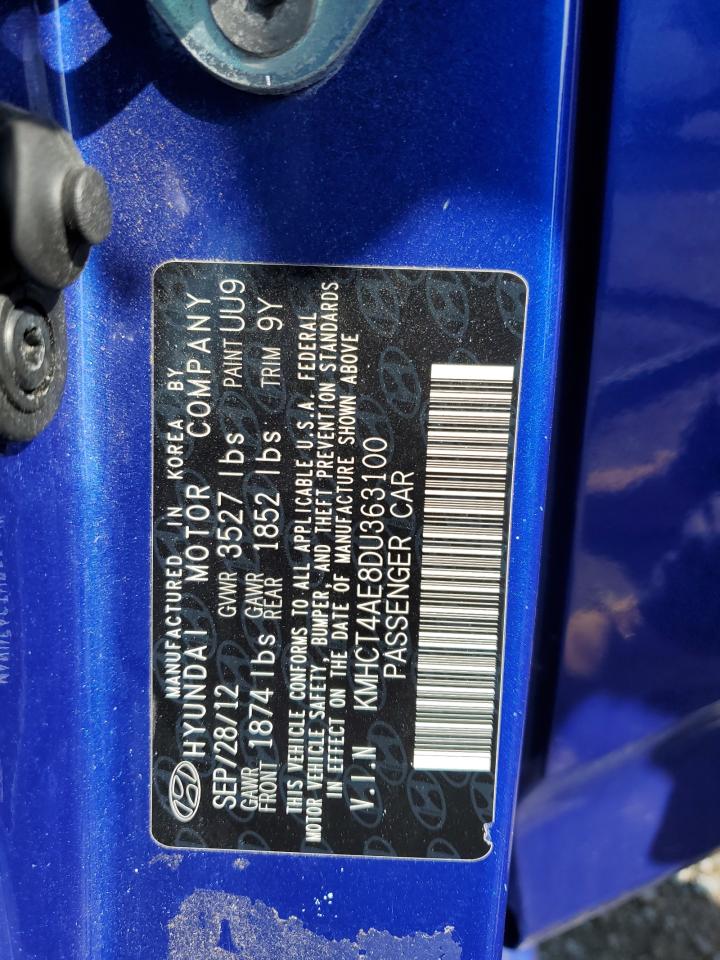 MANUFACTURED IN KOREA BY
HYUNDAI MOTOR COMPANY
SEP/28/12 GVWR 3527 lbs PAINT UU9
GAWR FRONT 1874 lbs GAWR REAR 1852 lbs TRIM 9Y
THIS VEHICLE CONFORMS TO ALL APPLICABLE U.S.A. FEDERAL
MOTOR VEHICLE SAFETY, BUMPER, AND THEFT PREVENTION STANDARDS
IN EFFECT ON THE DATE OF MANUFACTURE SHOWN ABOVE
V.I.N KMHCT4AE8DU363100
PASSENGER CAR